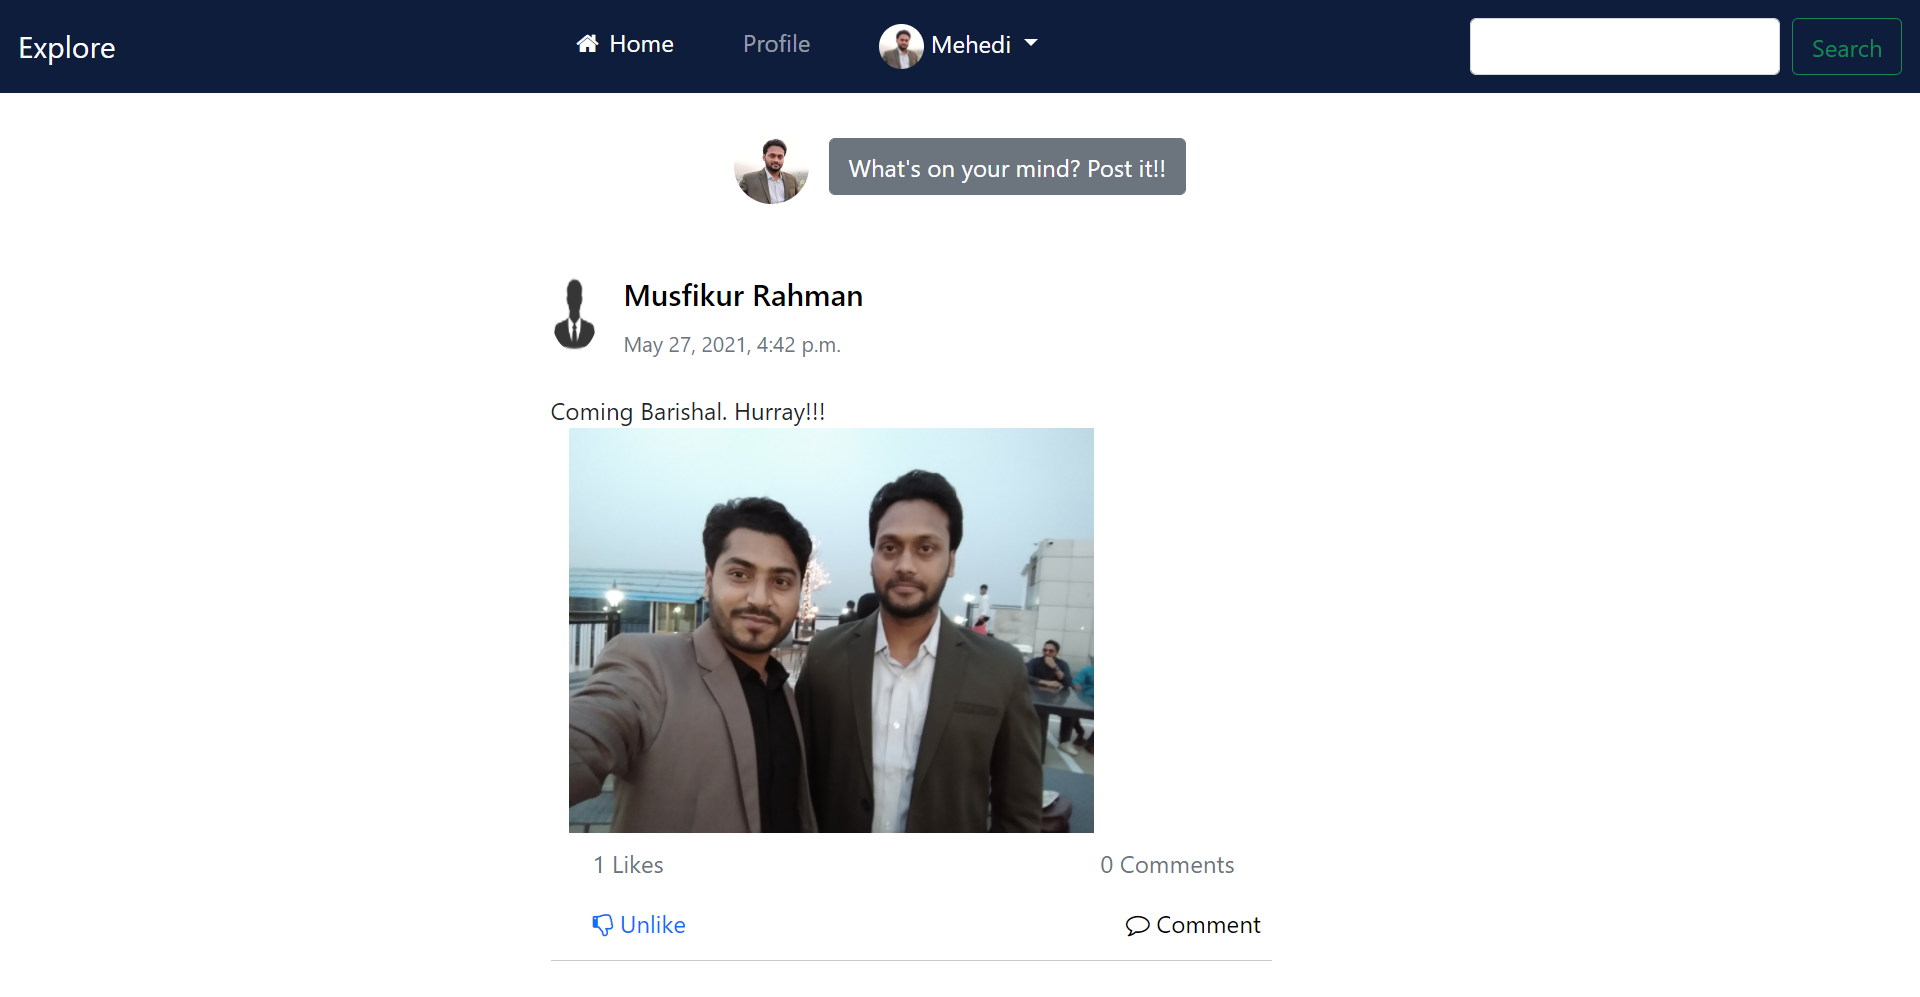 Explore
Home
Profile
Mehedi
Search
What's on your mind? Post it!!
Musfikur Rahman
May 27, 2021, 4:42 p.m.
Coming Barishal. Hurray!!!
1 Likes
0 Comments
Unlike
Comment